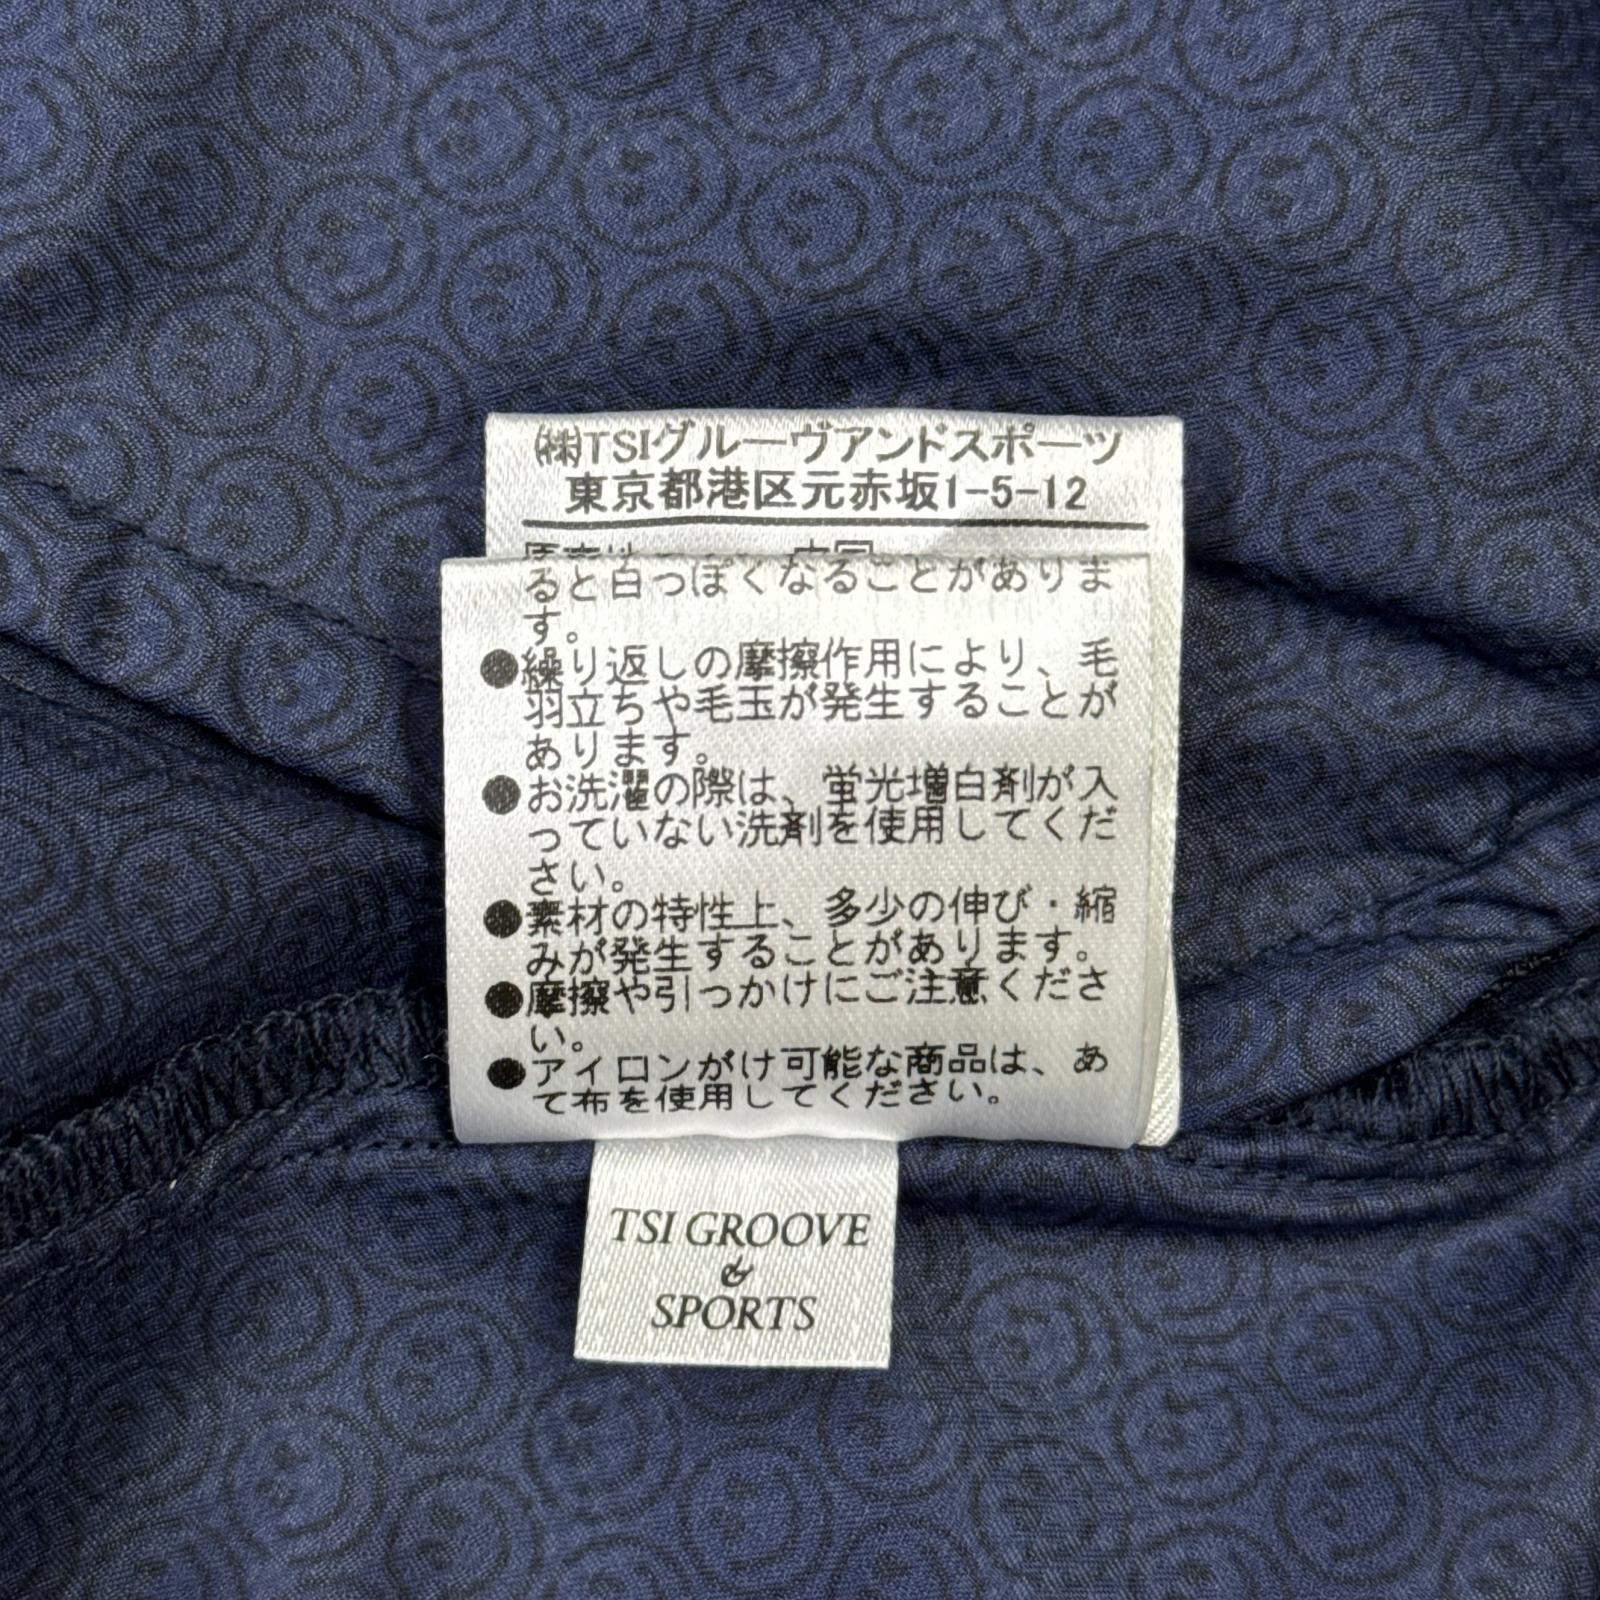 ㈱TSIグルーヴアンドスポーツ
東京都港区元赤坂1-5-12
ると白っぽくなることがありま
す。
●繰り返しの摩擦作用により、毛
羽立ちや毛玉が発生することが
あります。
●お洗濯の際は、蛍光増白剤が入
っていない洗剤を使用してくだ
さい。
●素材の特性上、多少の伸び・縮
みが発生することがあります。
●摩擦や引っかけにご注意くださ
い。
●アイロンがけ可能な商品は、あ
て布を使用してください。
TSI GROOVE
&
SPORTS